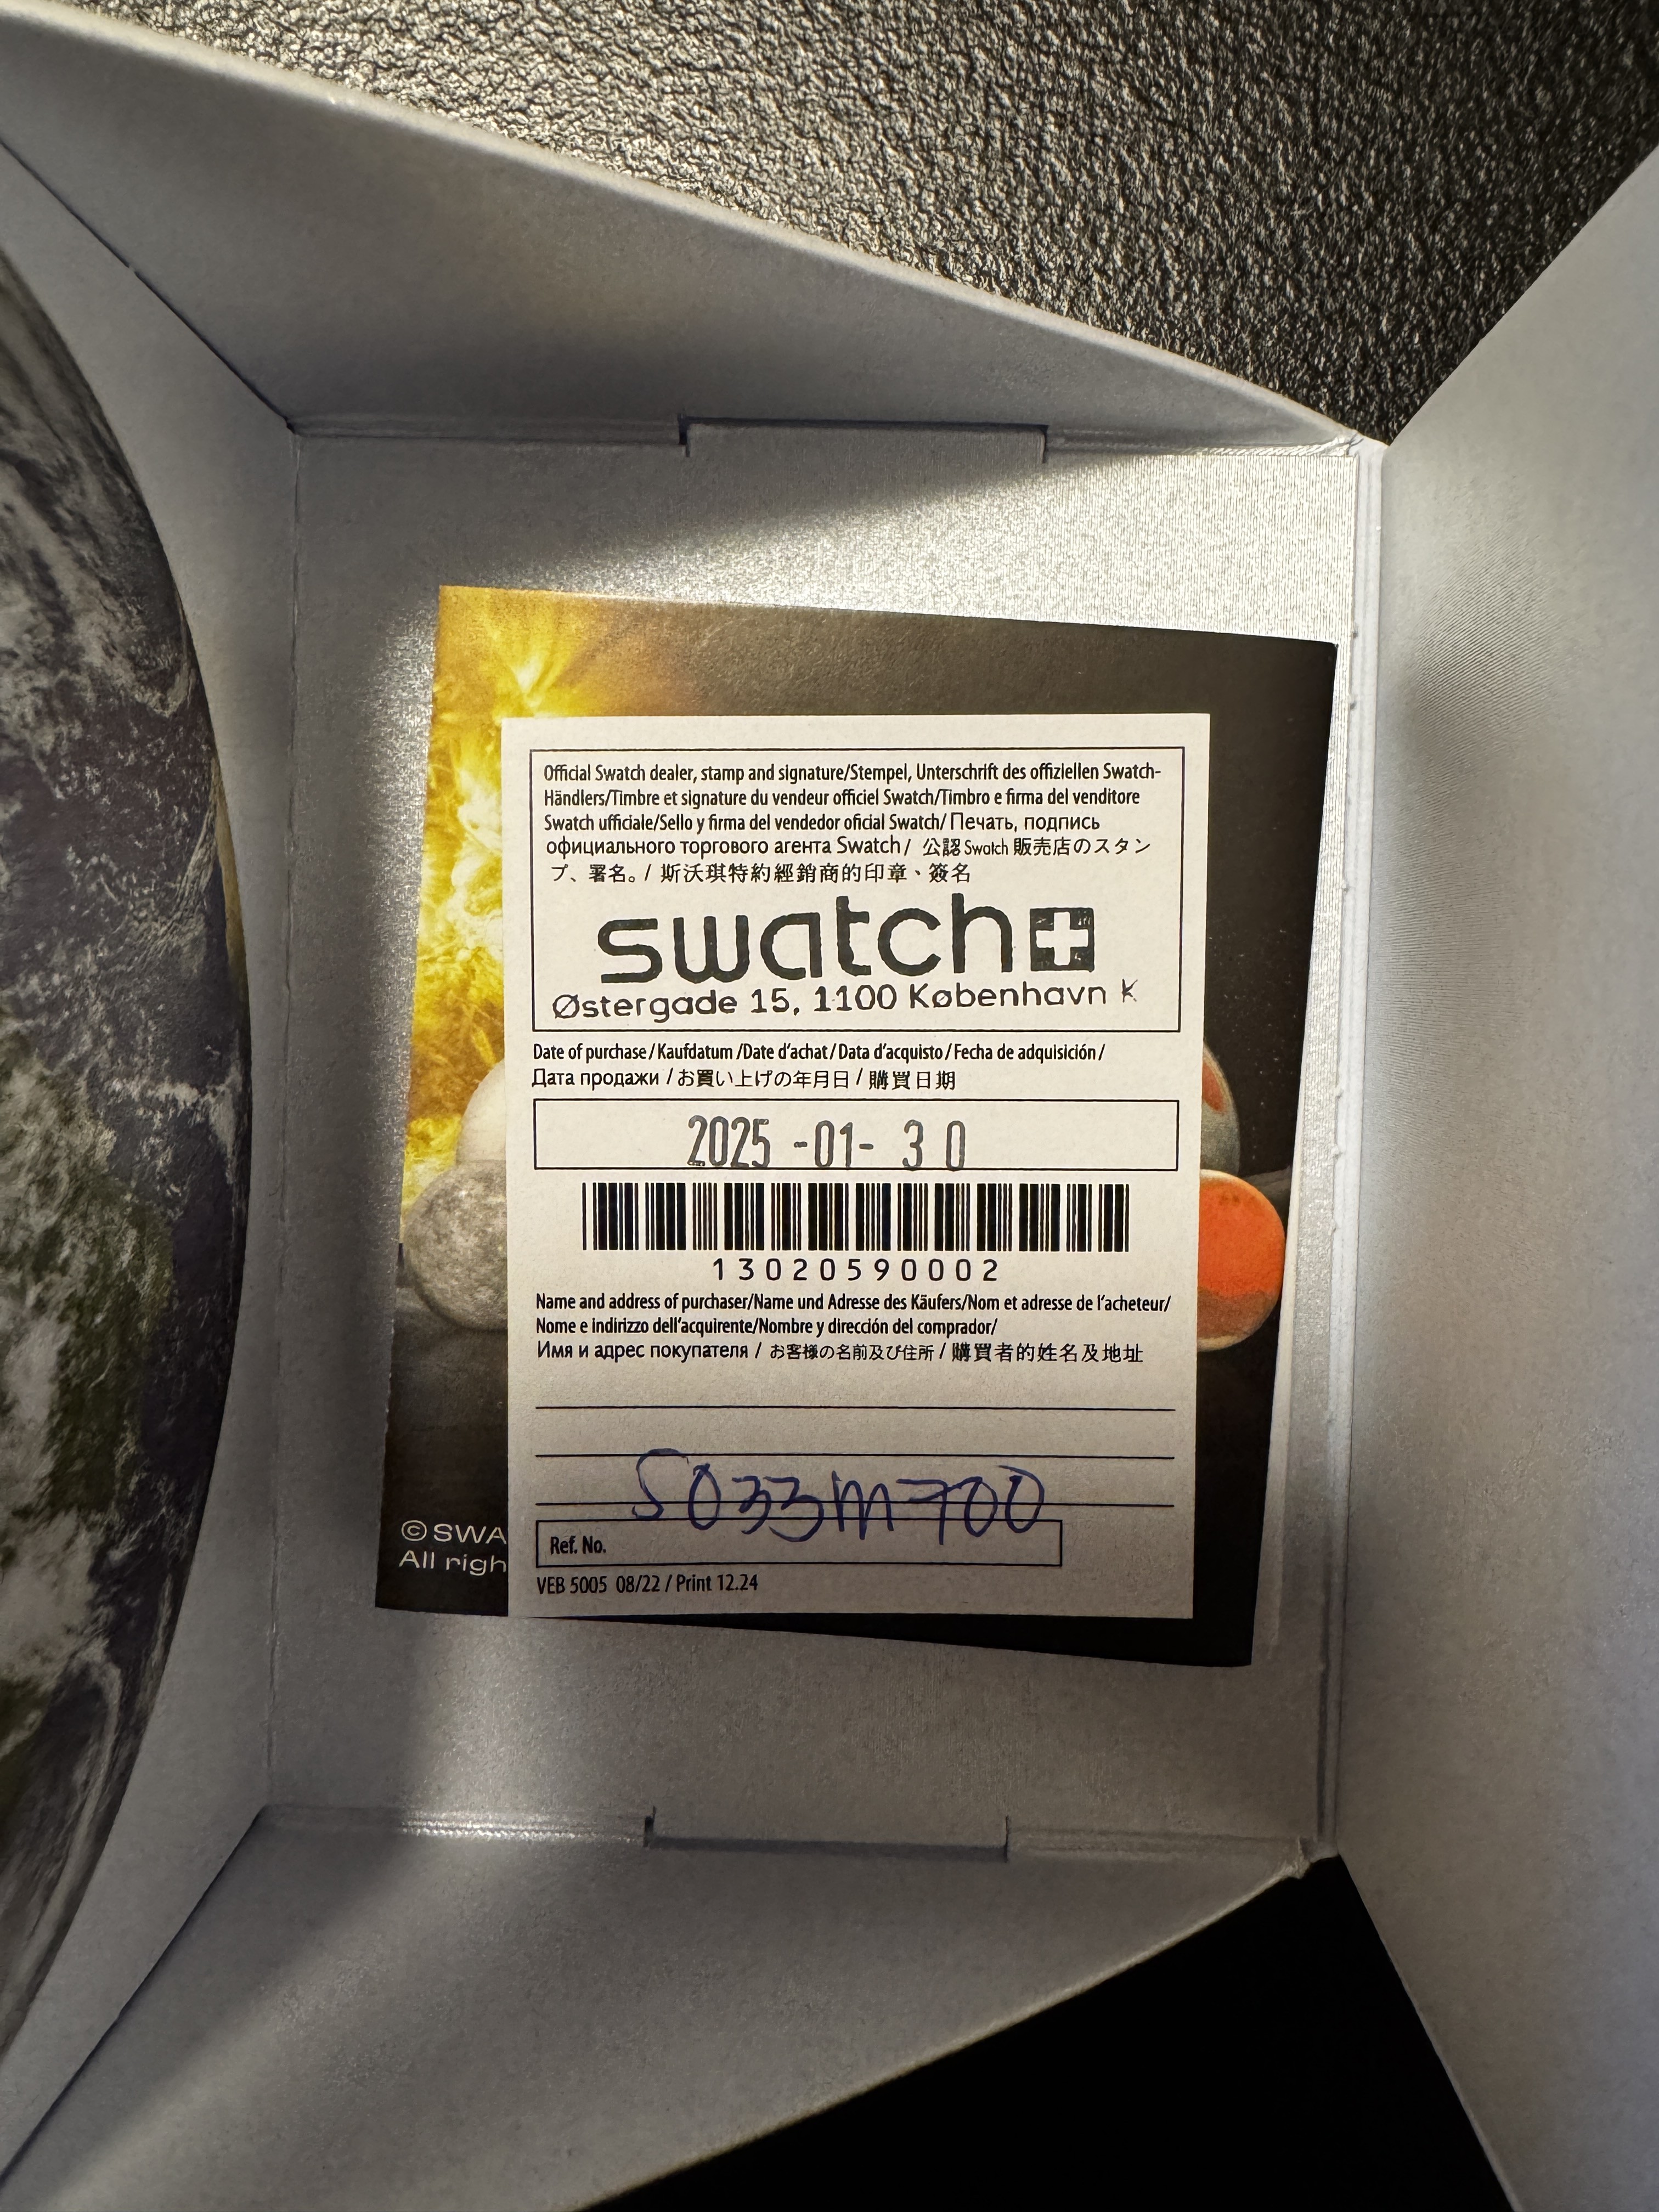 Official Swatch dealer, stamp and signature/Stempel, Unterschrift des offiziellen Swatch-
Händlers/Timbre et signature du vendeur officiel Swatch/Timbro e firma del venditore
Swatch ufficiale/Sello y firma del vendedor oficial Swatch/ Печать, подпись
официального торгового агента Swatch/ 公認Swatch 販売店のスタン
プ、署名。/ 斯沃琪特約經銷商的印章、簽名
swatch
Østergade 15, 1100 København K
Date of purchase/Kaufdatum/Date d'achat/Data d'acquisto/Fecha de adquisición/
Дата продажи / お買い上げの年月日 / 購買日期
2025 -01- 30
13020590002
Name and address of purchaser/Name und Adresse des Käufers/Nom et adresse de l'acheteur/
Nome e indirizzo dell'acquirente/Nombre y dirección del comprador/
Имя и адрес покупателя / お客様の名前及び住所 / 購買者的姓名及地址
SO33M700
Ref. No.
VEB 5005 08/22 / Print 12.24
© SWA
All righ